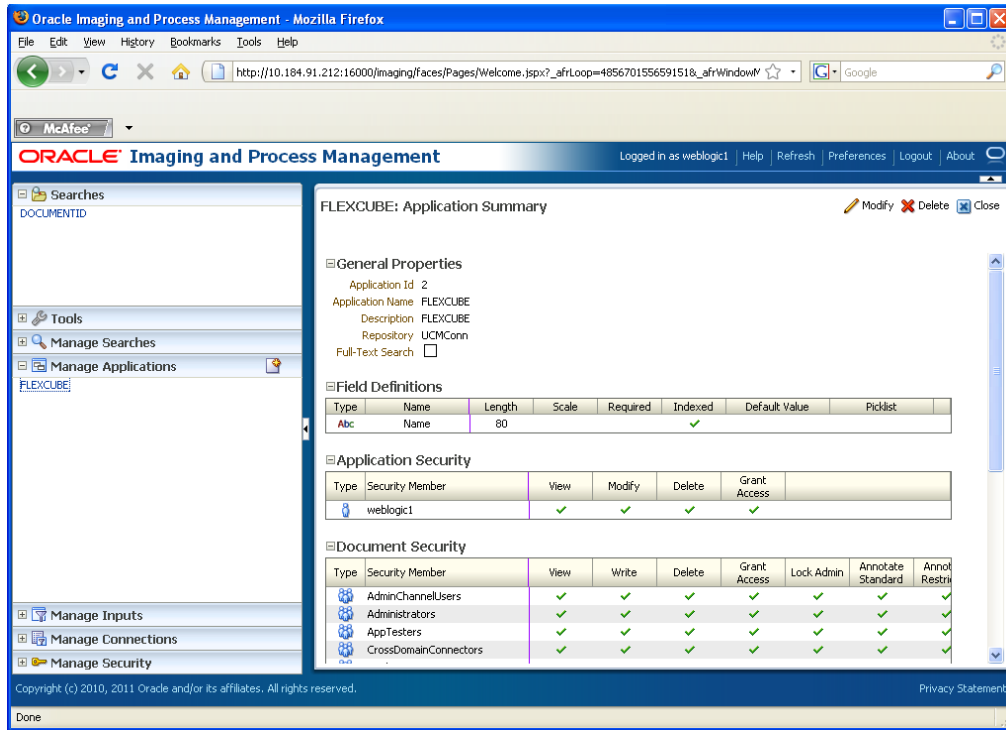 Oracle Imaging and Process Management - Mozilla Firefox
File Edit View History Bookmarks Tools Help
http://10.184.91.212:16000/imaging/faces/Pages/Welcome.jspx?_afrLoop=4856701556591518&_afrWindowM
G Google
McAfee
ORACLE Imaging and Process Management
Logged in as weblogic1 | Help | Refresh | Preferences | Logout | About
Searches
DOCUMENTID
Tools
Manage Searches
Manage Applications
FLEXCUBE
Manage Inputs
Manage Connections
Manage Security
FLEXCUBE: Application Summary
Modify Delete Close
General Properties
Application Id 2
Application Name FLEXCUBE
Description FLEXCUBE
Repository UCMConn
Full-Text Search
Field Definitions
Type Name Length Scale Required Indexed Default Value Picklist
Abc Name 80
Application Security
Type Security Member View Modify Delete Grant Access
weblogic1
Document Security
Type Security Member View Write Delete Grant Access Lock Admin Annotate Standard Annot Restri
AdminChannelUsers
Administrators
AppTesters
CrossDomainConnectors
Copyright (c) 2010, 2011 Oracle and/or its affiliates. All rights reserved.
Privacy Statement
Done